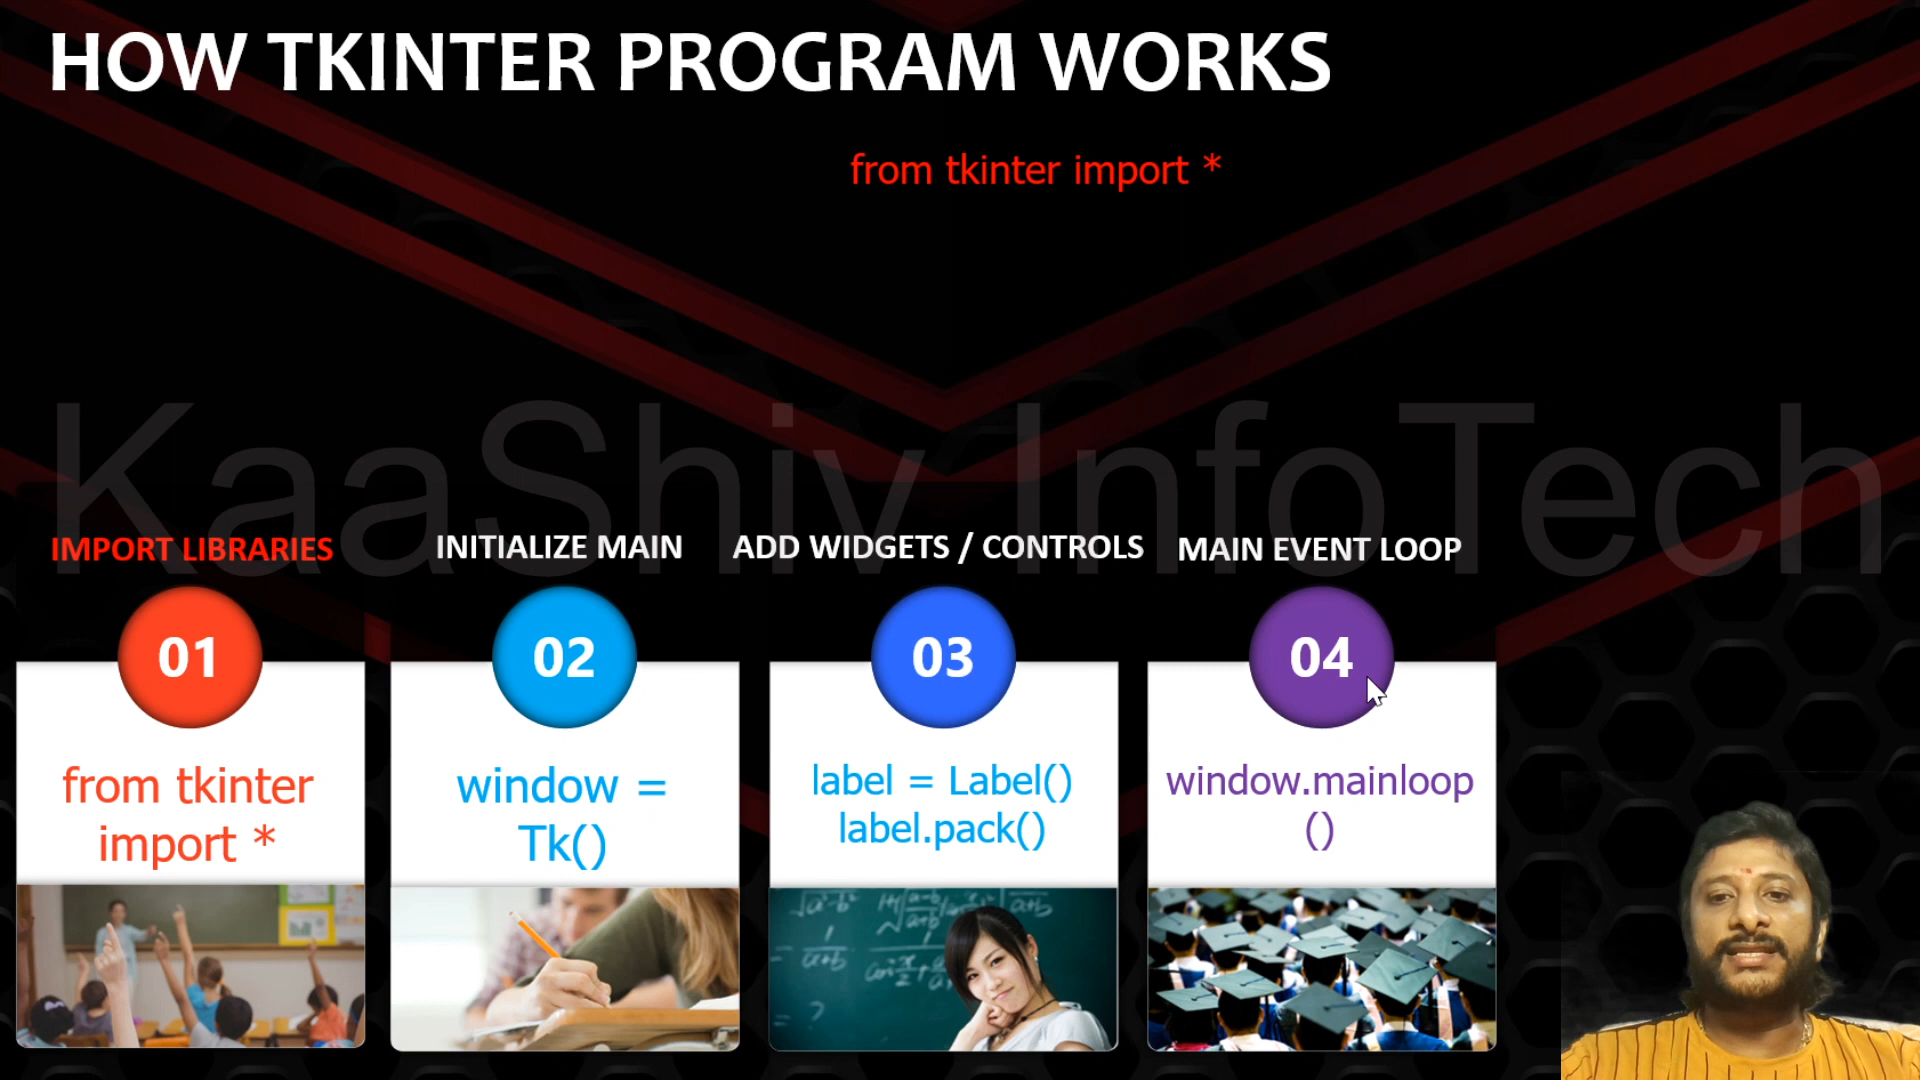 HOW TKINTER PROGRAM WORKS
from tkinter import *
KaaShiv InfoTech
IMPORT LIBRARIES
INITIALIZE MAIN
ADD WIDGETS / CONTROLS
MAIN EVENT LOOP
01
02
03
04
from tkinter
import *
window =
Tk()
label = Label()
label.pack()
window.mainloop
()